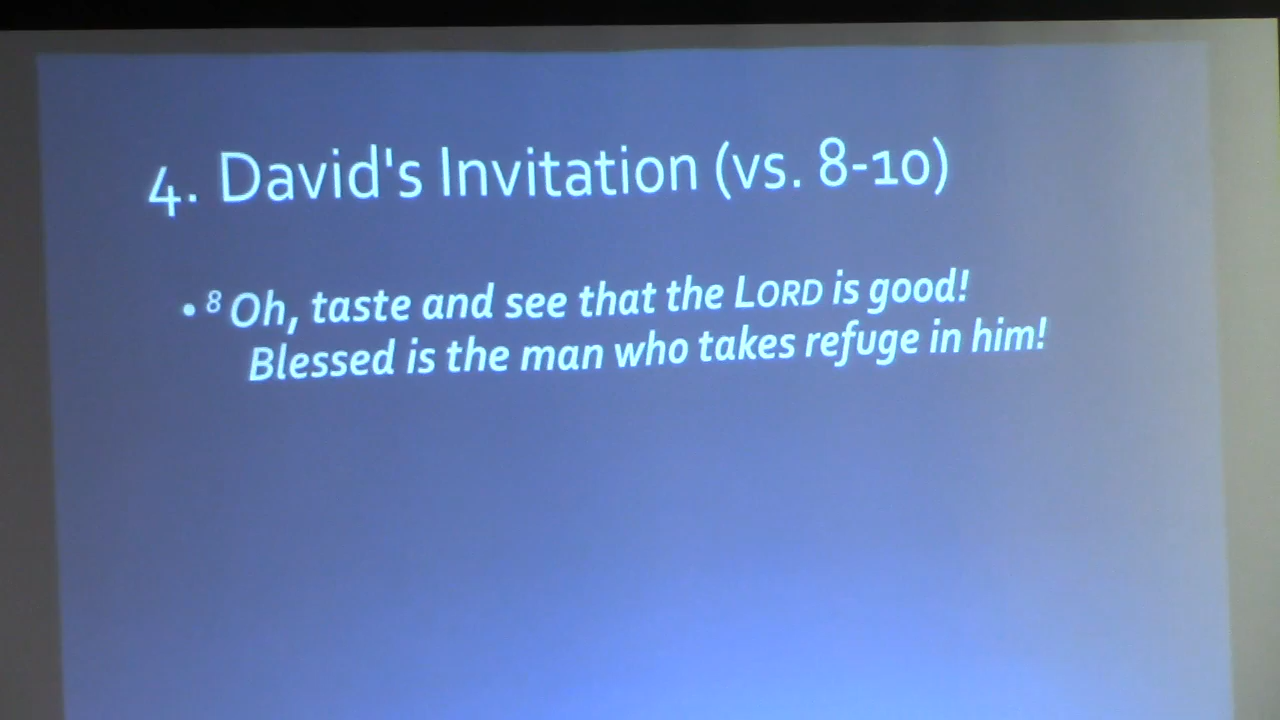 4. David's Invitation (vs. 8-10)
• 8 Oh, taste and see that the LORD is good!
Blessed is the man who takes refuge in him!